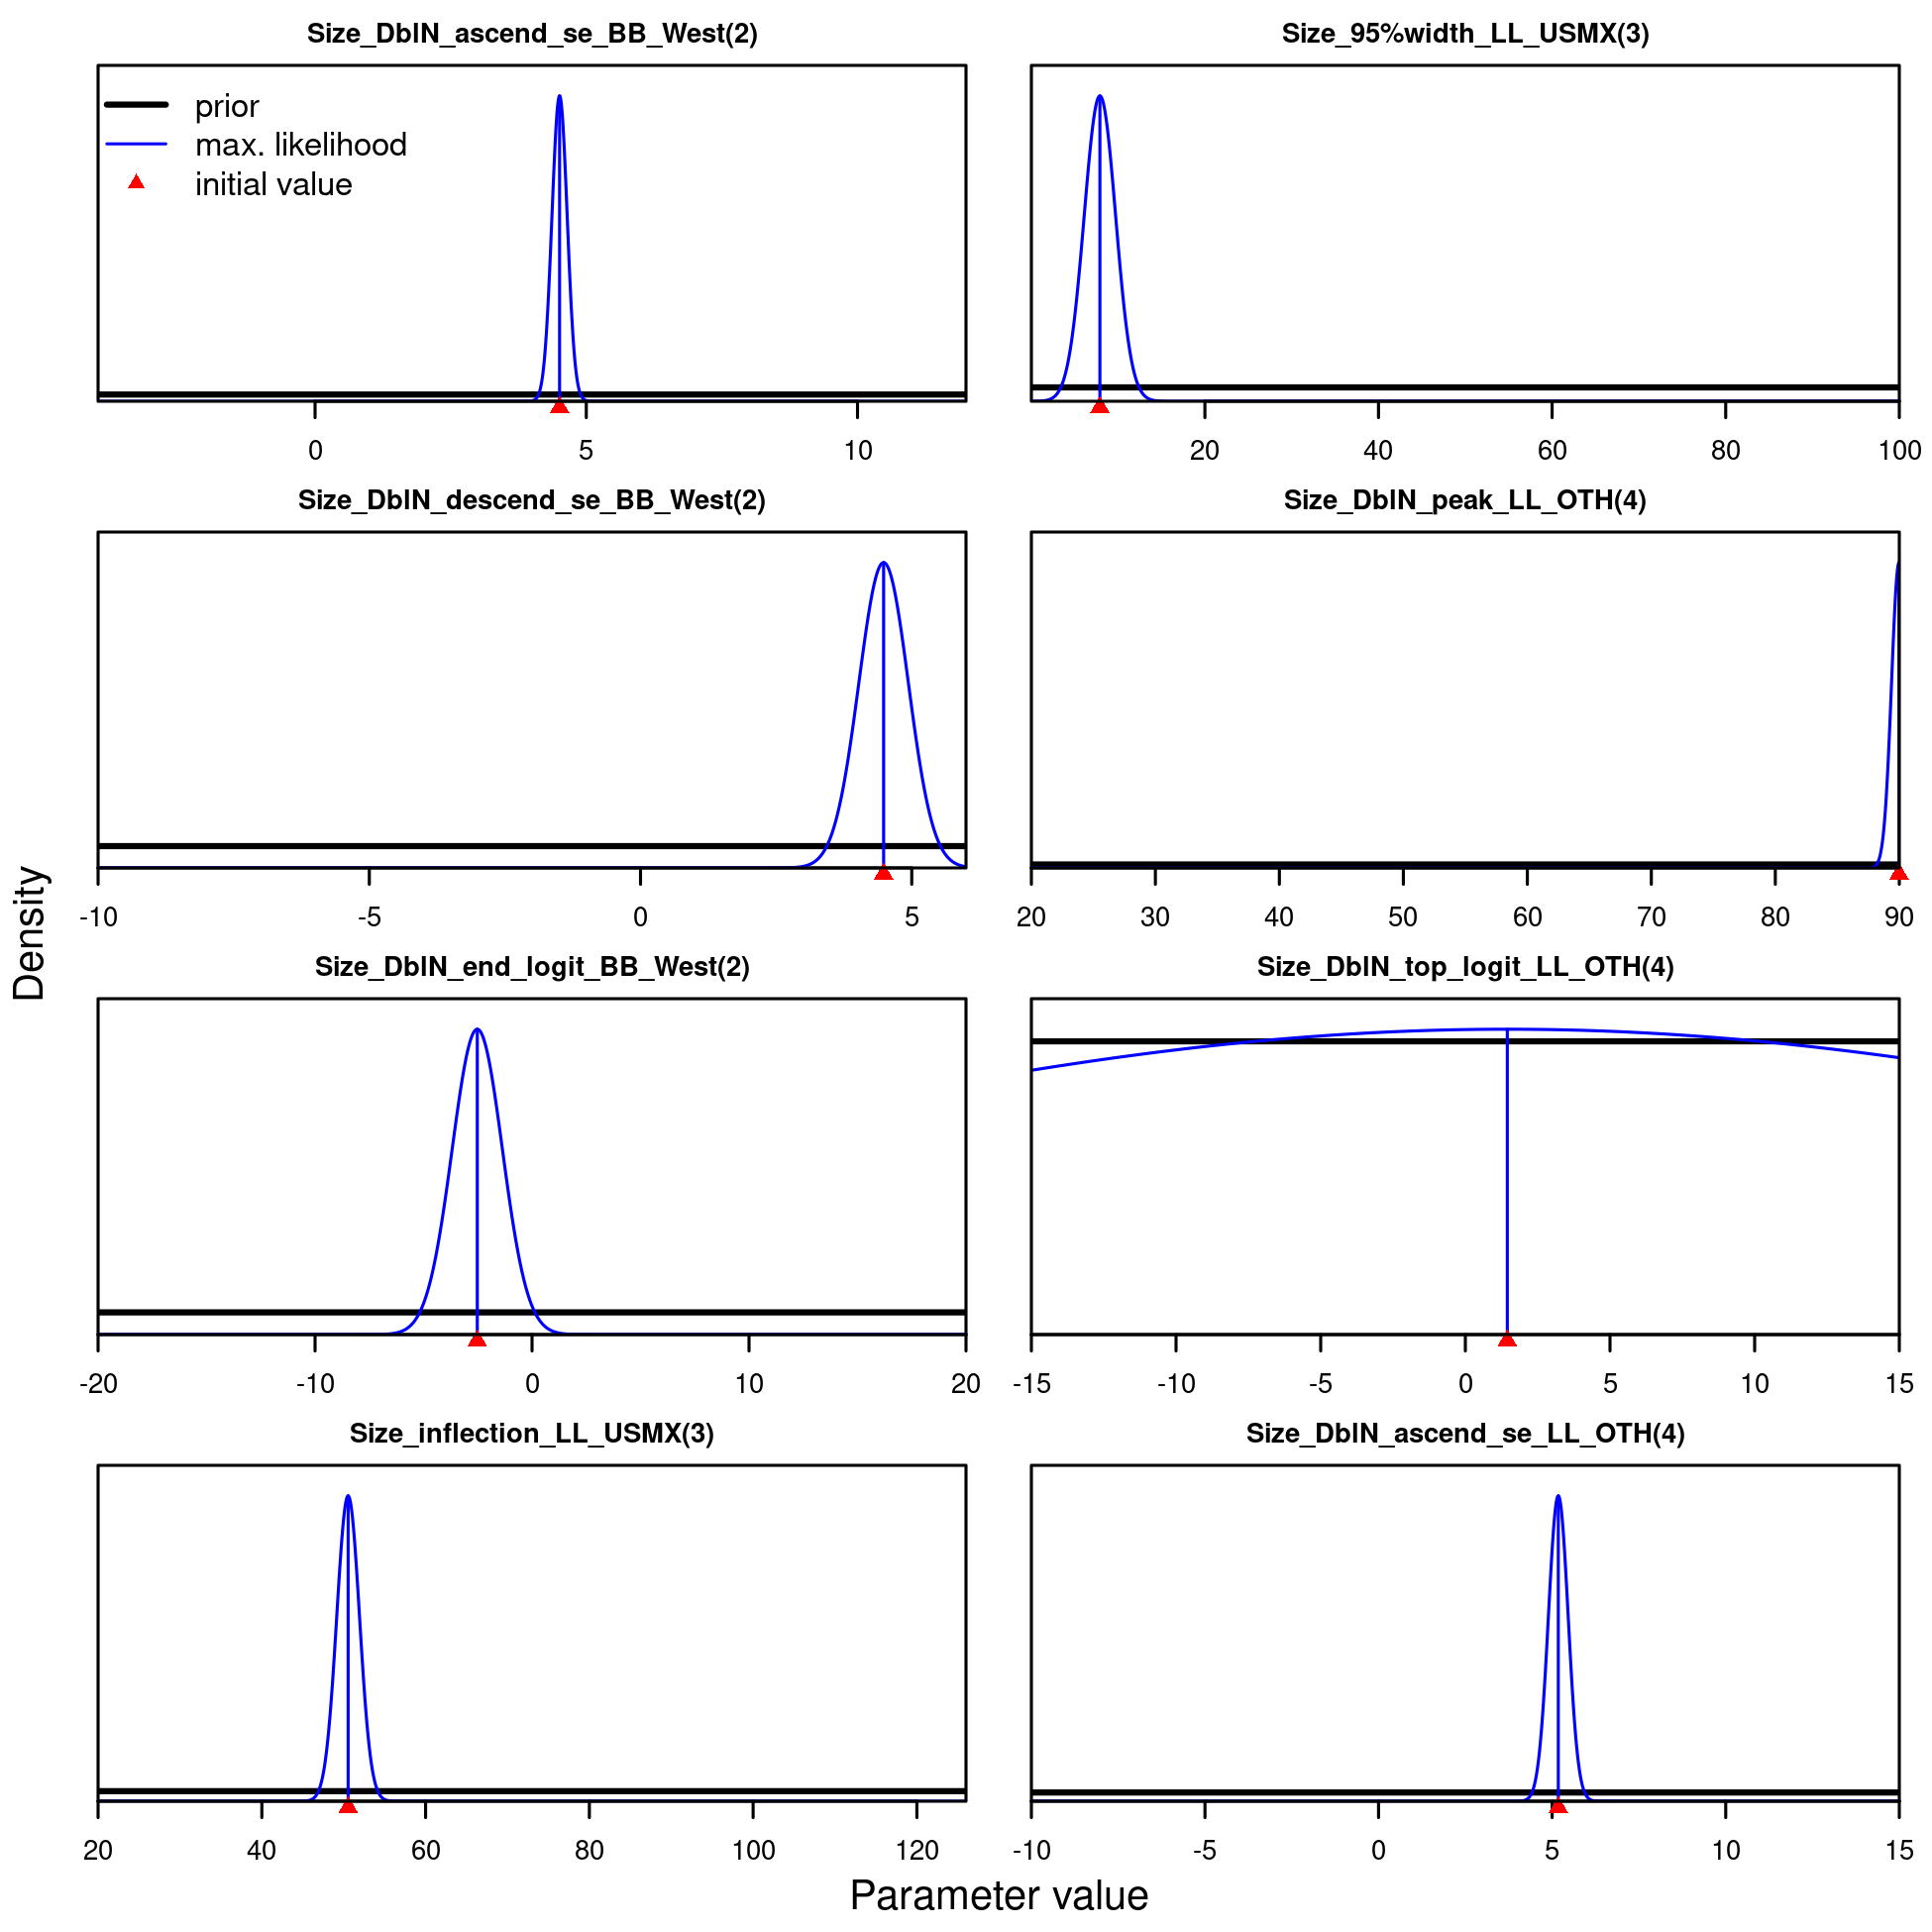 Size_DblN_ascend_se_BB_West(2)
prior
max. likelihood
initial value
0 5 10
Size_95%width_LL_USMX(3)
20 40 60 80 100
Size_DblN_descend_se_BB_West(2)
-10 -5 0 5
Size_DblN_peak_LL_OTH(4)
20 30 40 50 60 70 80 90
Size_DblN_end_logit_BB_West(2)
-20 -10 0 10 20
Size_DblN_top_logit_LL_OTH(4)
-15 -10 -5 0 5 10 15
Size_inflection_LL_USMX(3)
20 40 60 80 100 120
Size_DblN_ascend_se_LL_OTH(4)
-10 -5 0 5 10 15
Density
Parameter value